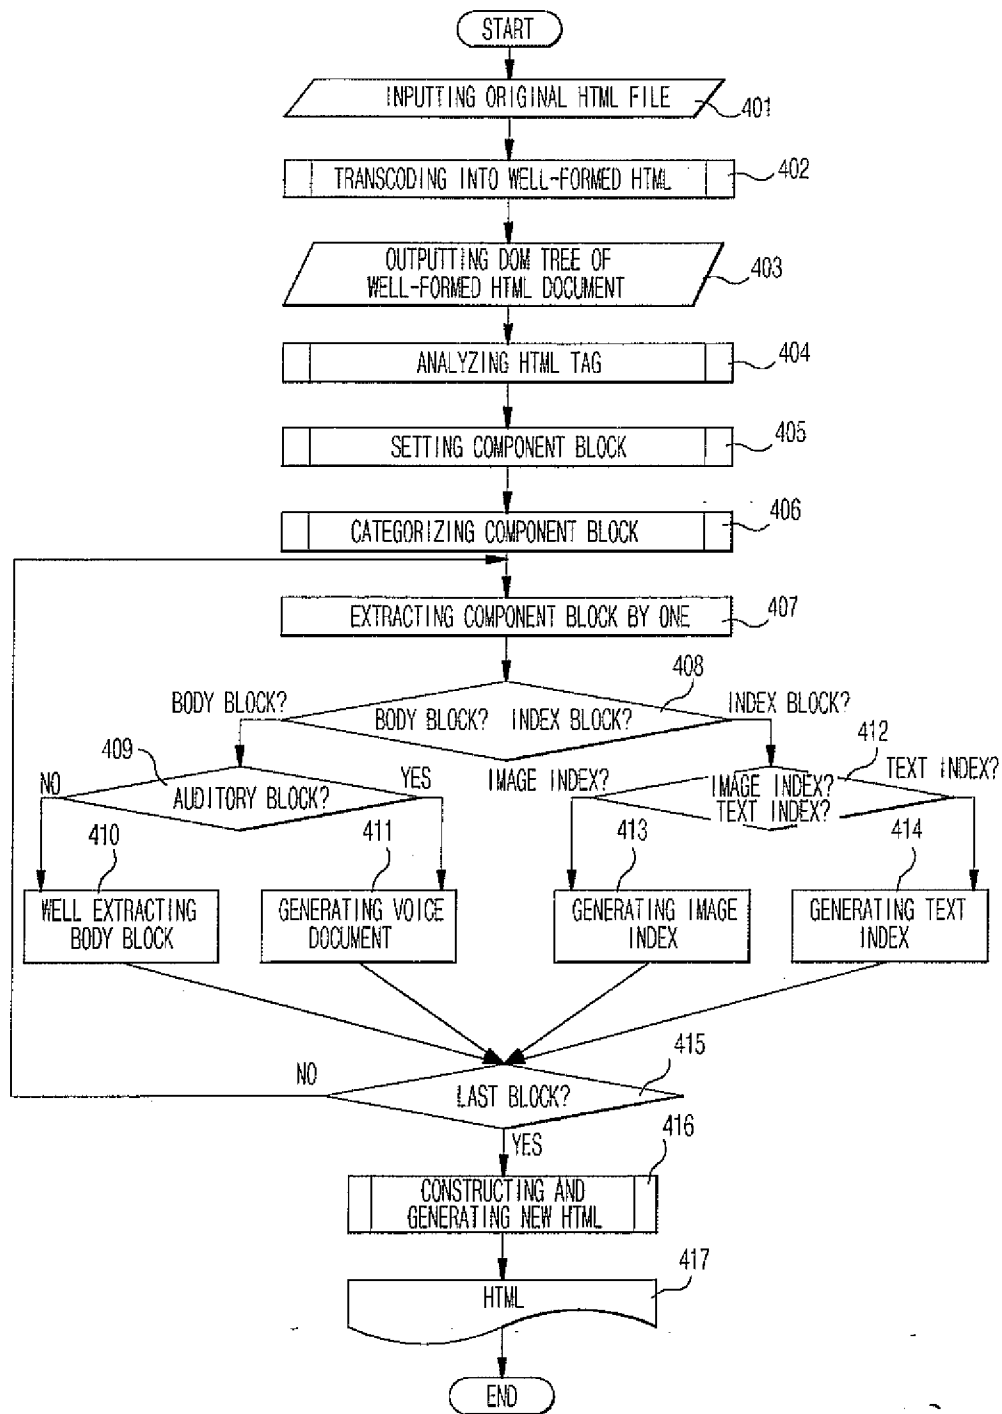 START
INPUTTING ORIGINAL HTML FILE
401
TRANSCODING INTO WELL-FORMED HTML
402
OUTPUTTING DOM TREE OF
WELL-FORMED HTML DOCUMENT
403
ANALYZING HTML TAG
404
SETTING COMPONENT BLOCK
405
CATEGORIZING COMPONENT BLOCK
406
EXTRACTING COMPONENT BLOCK BY ONE
407
408
BODY BLOCK?
BODY BLOCK? INDEX BLOCK?
INDEX BLOCK?
409
NO
AUDITORY BLOCK?
YES
412
IMAGE INDEX?
IMAGE INDEX?
TEXT INDEX?
TEXT INDEX?
410
WELL EXTRACTING
BODY BLOCK
411
GENERATING VOICE
DOCUMENT
413
GENERATING IMAGE
INDEX
414
GENERATING TEXT
INDEX
415
NO
LAST BLOCK?
YES
416
CONSTRUCTING AND
GENERATING NEW HTML
417
HTML
END